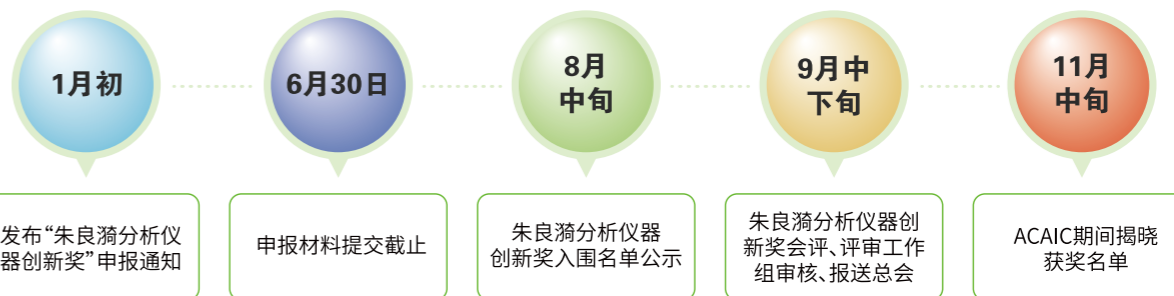 1月初
6月30日
8月
中旬
9月中
下旬
11月
中旬
发布“朱良漪分析仪
器创新奖”申报通知
申报材料提交截止
朱良漪分析仪器
创新奖入围名单公示
朱良漪分析仪器创
新奖会评、评审工作
组审核、报送总会
ACAIC期间揭晓
获奖名单